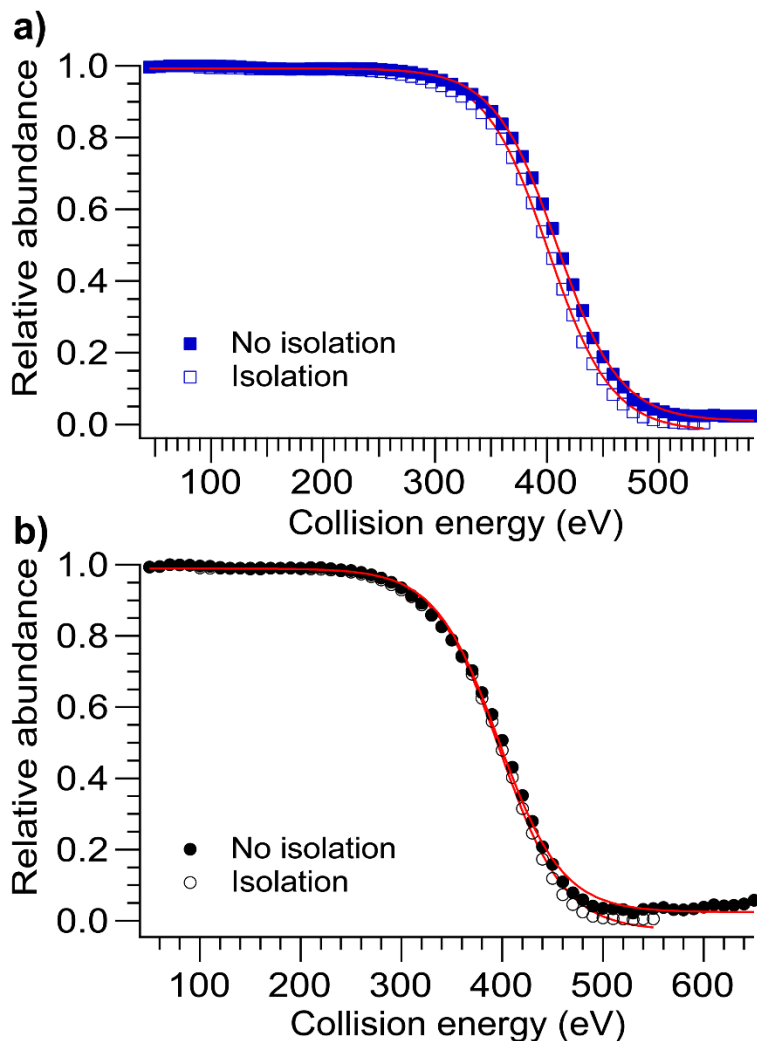 a)
1.0
0.8
0.6
0.4
0.2
0.0
Relative abundance
No isolation
Isolation
100 200 300 400 500
Collision energy (eV)
b)
1.0
0.8
0.6
0.4
0.2
0.0
Relative abundance
No isolation
Isolation
100 200 300 400 500 600
Collision energy (eV)